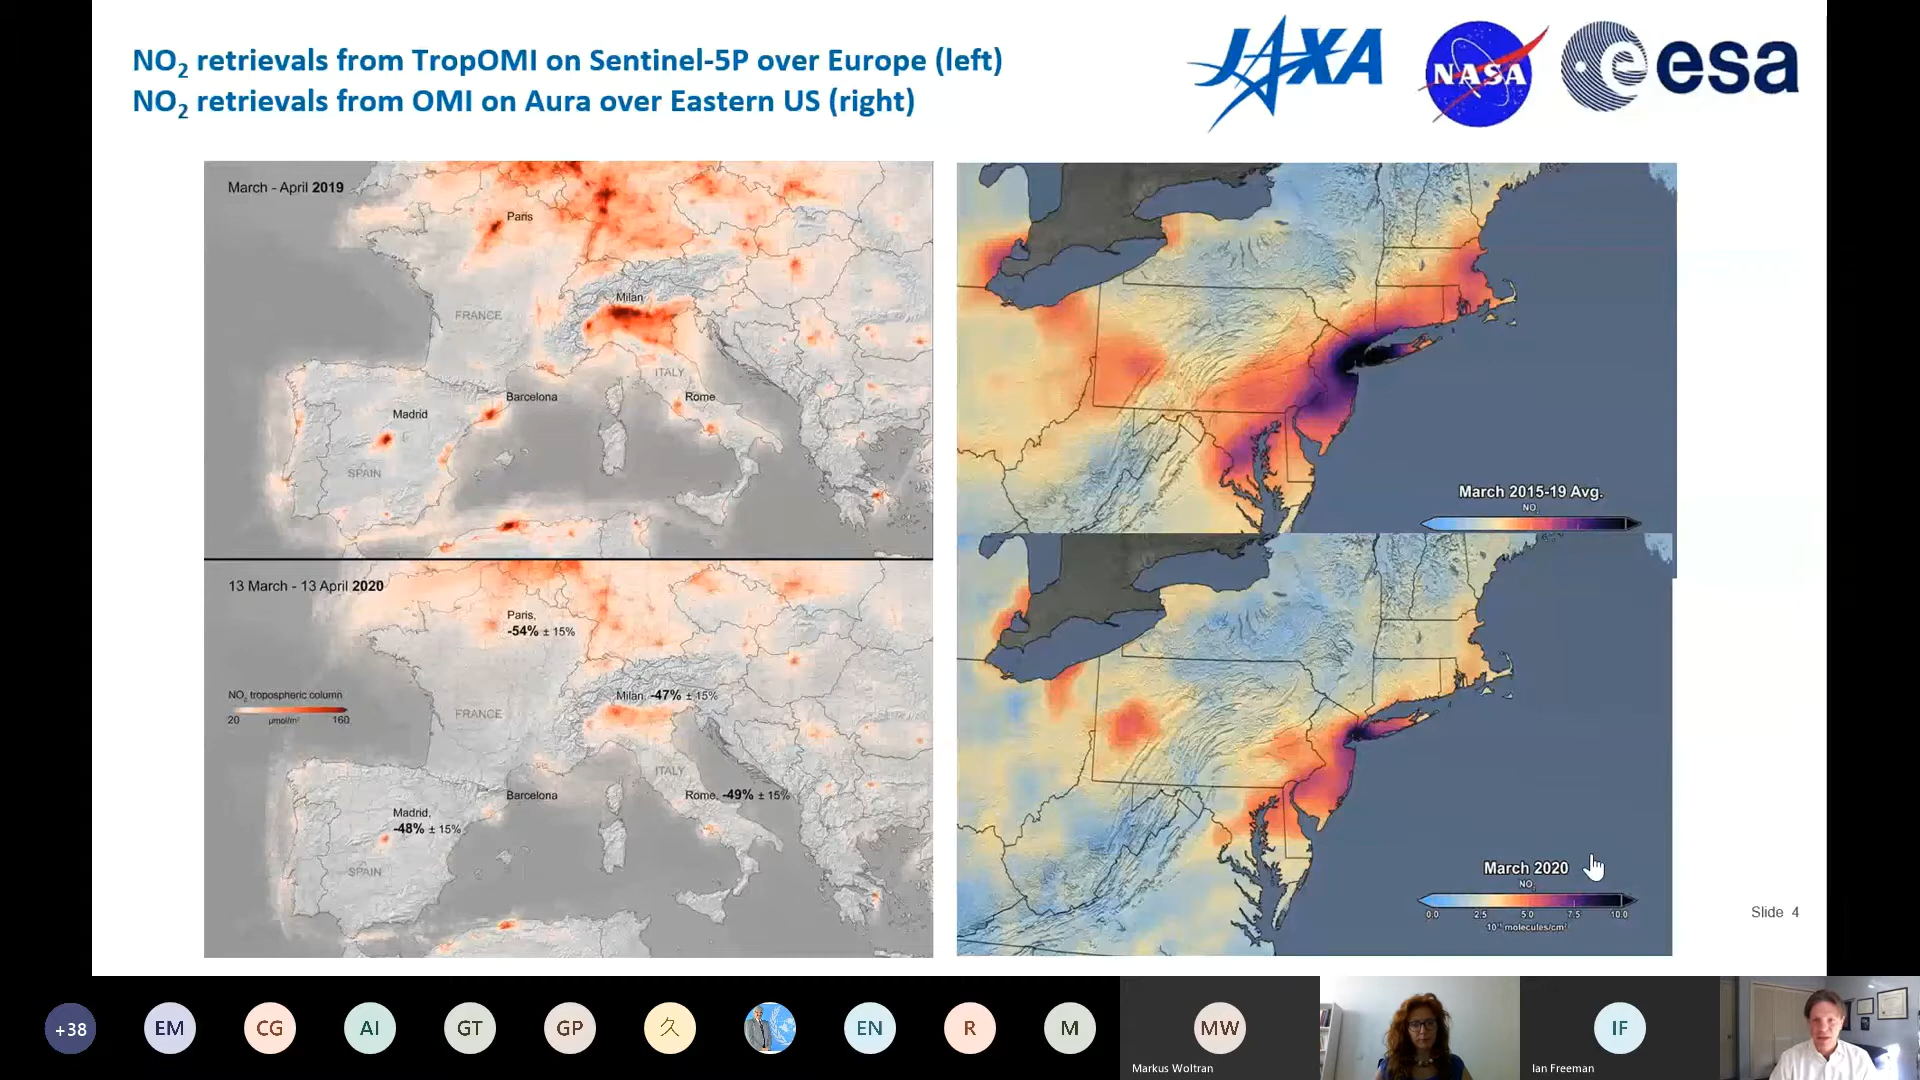 NO2 retrievals from TropOMI on Sentinel-5P over Europe (left)
NO2 retrievals from OMI on Aura over Eastern US (right)
JAXA
NASA
esa
March - April 2019
Paris
Milan
FRANCE
ITALY
Barcelona
Rome
Madrid
SPAIN
13 March - 13 April 2020
Paris,
-54% ± 15%
Milan, -47% ± 15%
NO2 tropospheric column
20 µmol/m² 160
FRANCE
ITALY
Barcelona
Rome, -49% ± 15%
Madrid,
-48% ± 15%
SPAIN
March 2015-19 Avg.
NO2
March 2020
NO2
0.0 2.5 5.0 7.5 10.0
molecules/cm²
Slide 4
+38
EM
CG
AI
GT
GP
久
EN
R
M
MW
Markus Woltran
IF
Ian Freeman